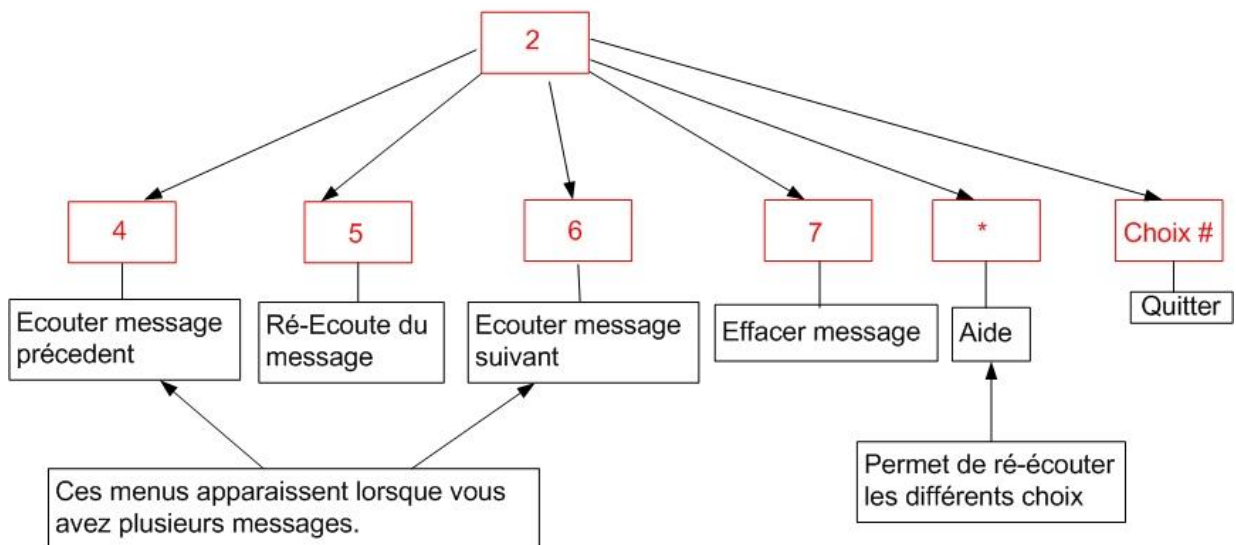 2
4
5
6
7
*
Choix #
Ecouter message
précedent
Ré-Ecoute du
message
Ecouter message
suivant
Effacer message
Aide
Quitter
Ces menus apparaissent lorsque vous
avez plusieurs messages.
Permet de ré-écouter
les différents choix